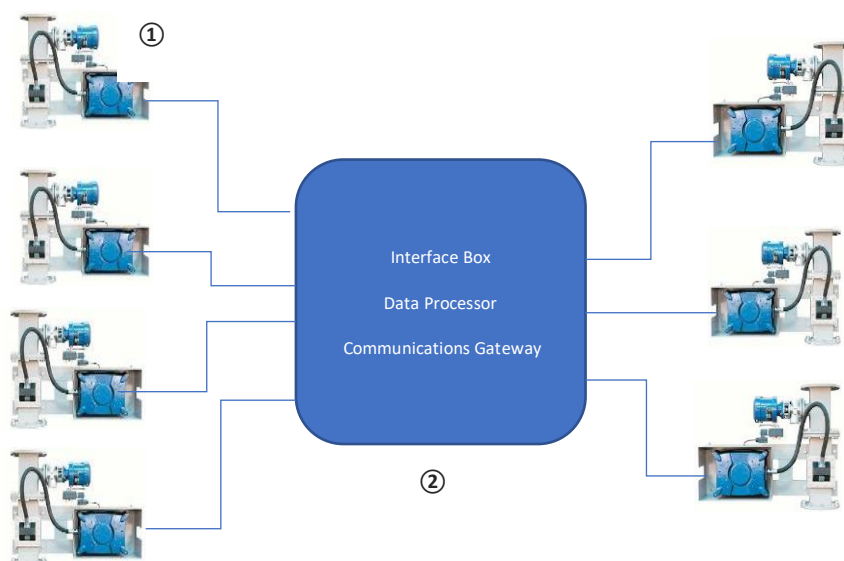 ①
Interface Box
Data Processor
Communications Gateway
②